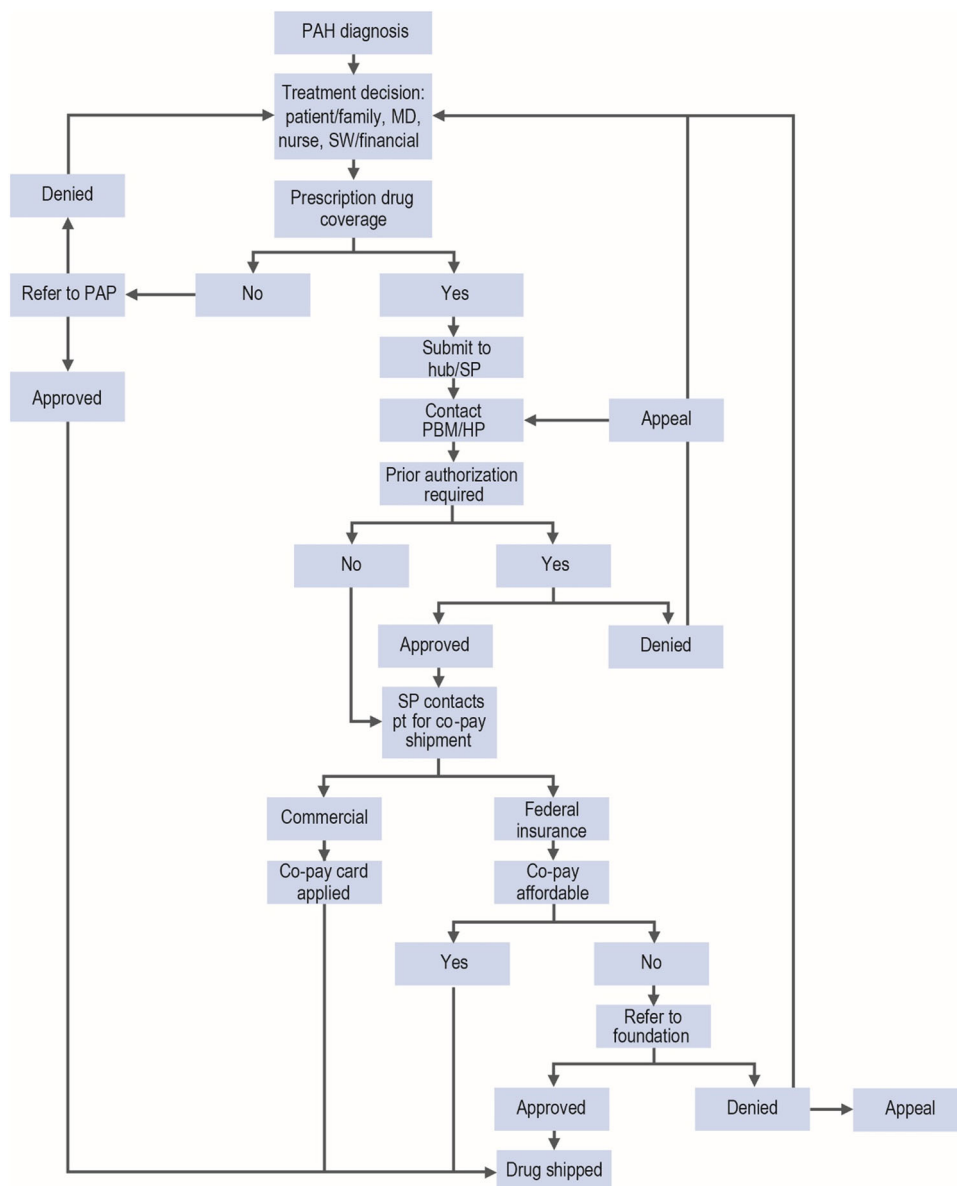 PAH diagnosis
Treatment decision:
patient/family, MD,
nurse, SW/financial
Denied
Prescription drug
coverage
Refer to PAP
No
Yes
Submit to
hub/SP
Approved
Contact
PBM/HP
Appeal
Prior authorization
required
No
Yes
Approved
Denied
SP contacts
pt for co-pay
shipment
Commercial
Federal
insurance
Co-pay card
applied
Co-pay
affordable
Yes
No
Refer to
foundation
Approved
Denied
Appeal
Drug shipped